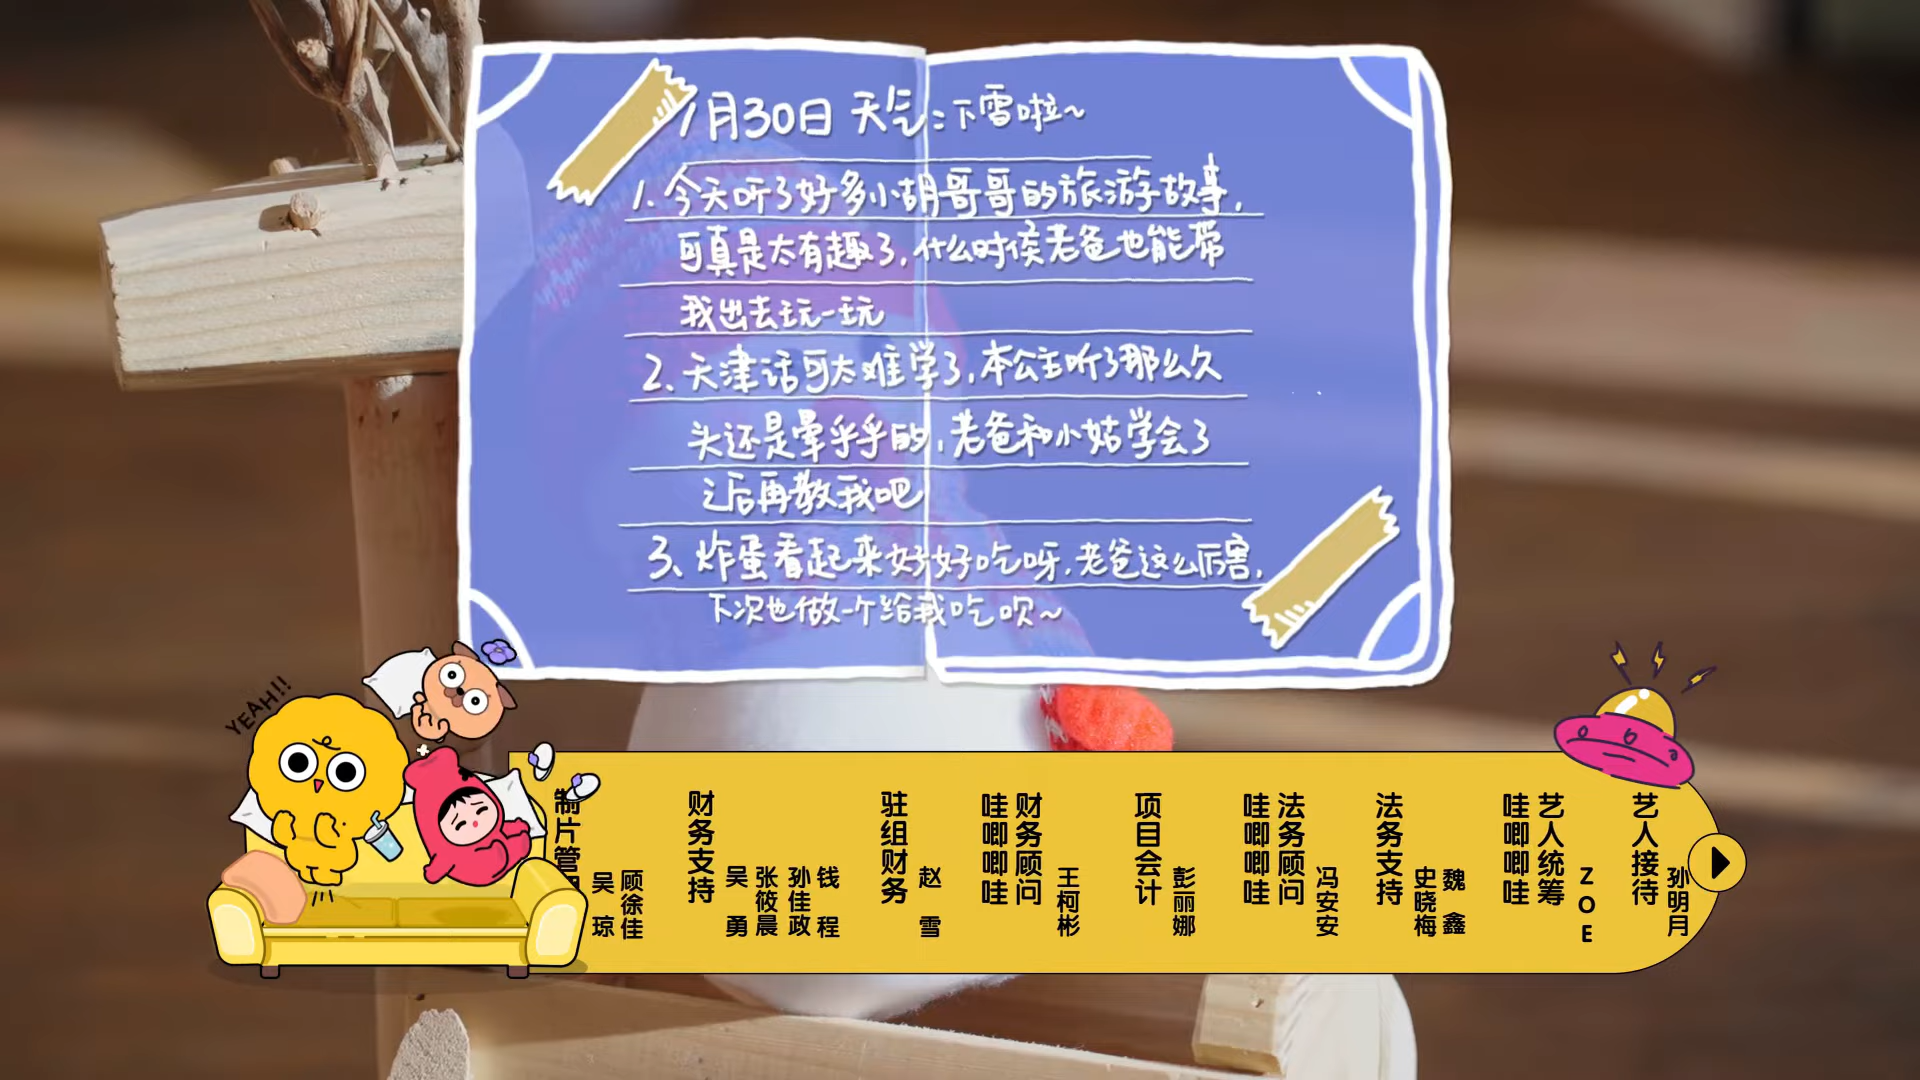 1月30日 天气:下雪啦~
1.今天听了好多小胡哥哥的旅游故事,
可真是太有趣了,什么时侯老爸也能带
我出去玩一玩
2、天津话可太难学了,本公主听了那么久
头还是晕乎乎的,老爸和小姑学会了
之后再教我吧
3、炸蛋看起来好好吃呀,老爸这么厉害,
下次也做一个给我吃呗~
YEAH!!
制片管
吴 琼
顾徐佳
财务支持
吴 勇
张筱晨
孙佳政
钱 程
驻组财务
赵 雪
哇唧唧哇
财务顾问
王柯彬
项目会计
彭丽娜
哇唧唧哇
法务顾问
冯安安
法务支持
史晓梅
魏 鑫
哇唧唧哇
艺人统筹
ZOE
艺人接待
孙明月